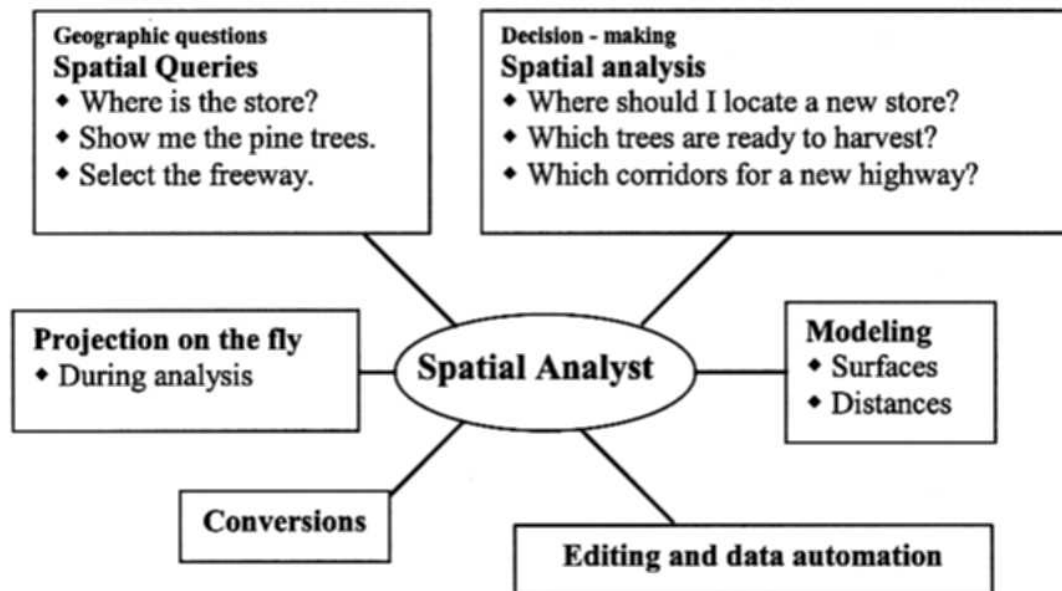 Geographic questions
Spatial Queries
◆ Where is the store?
◆ Show me the pine trees.
◆ Select the freeway.
Decision - making
Spatial analysis
◆ Where should I locate a new store?
◆ Which trees are ready to harvest?
◆ Which corridors for a new highway?
Projection on the fly
◆ During analysis
Spatial Analyst
Modeling
◆ Surfaces
◆ Distances
Conversions
Editing and data automation